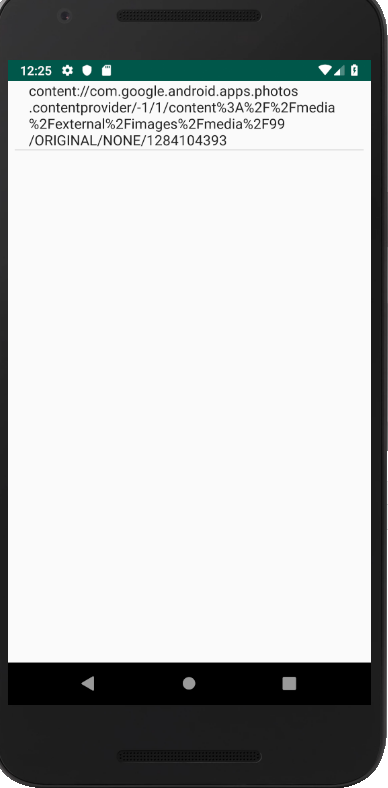 12:25
content://com.google.android.apps.photos
.contentprovider/-1/1/content%3A%2F%2Fmedia
%2Fexternal%2Fimages%2Fmedia%2F99
/ORIGINAL/NONE/1284104393